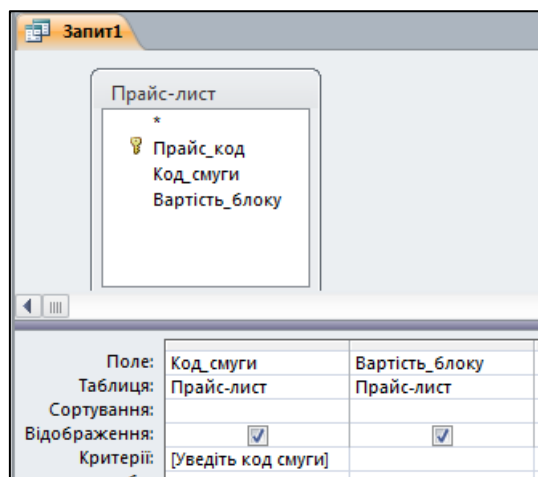 Запит1
Прайс-лист
*
Прайс_код
Код_смуги
Вартість_блоку
Поле: Код_смуги Вартість_блоку
Таблиця: Прайс-лист Прайс-лист
Сортування:
Відображення:
Критерії: [Уведіть код смуги]